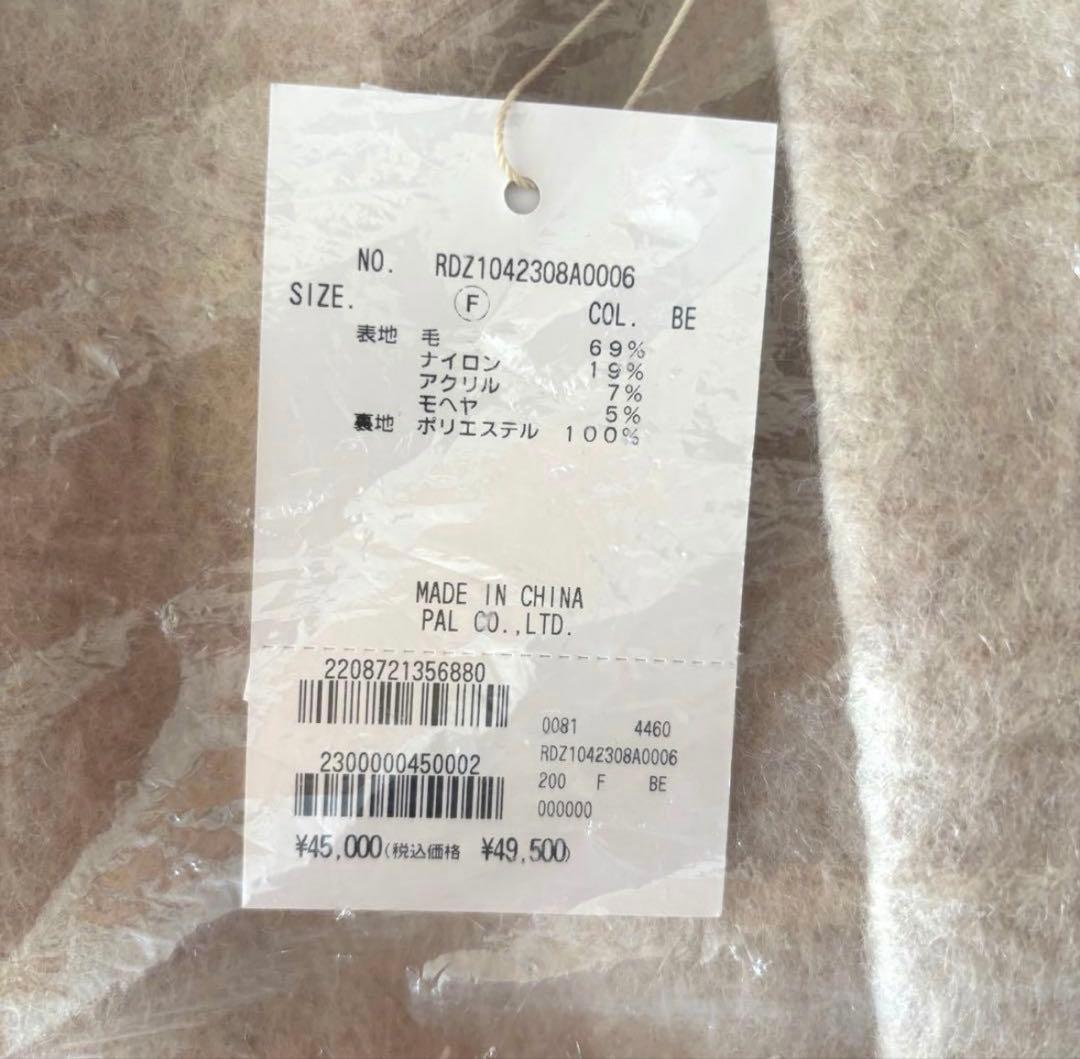 NO. RDZ1042308A0006
SIZE. F COL. BE
表地 毛 69%
ナイロン 19%
アクリル 7%
モヘヤ 5%
裏地 ポリエステル 100%
MADE IN CHINA
PAL CO.,LTD.
2208721356880
0081 4460
RDZ1042308A0006
2300000450002
200 F BE
000000
¥45,000(税込価格 ¥49,500)